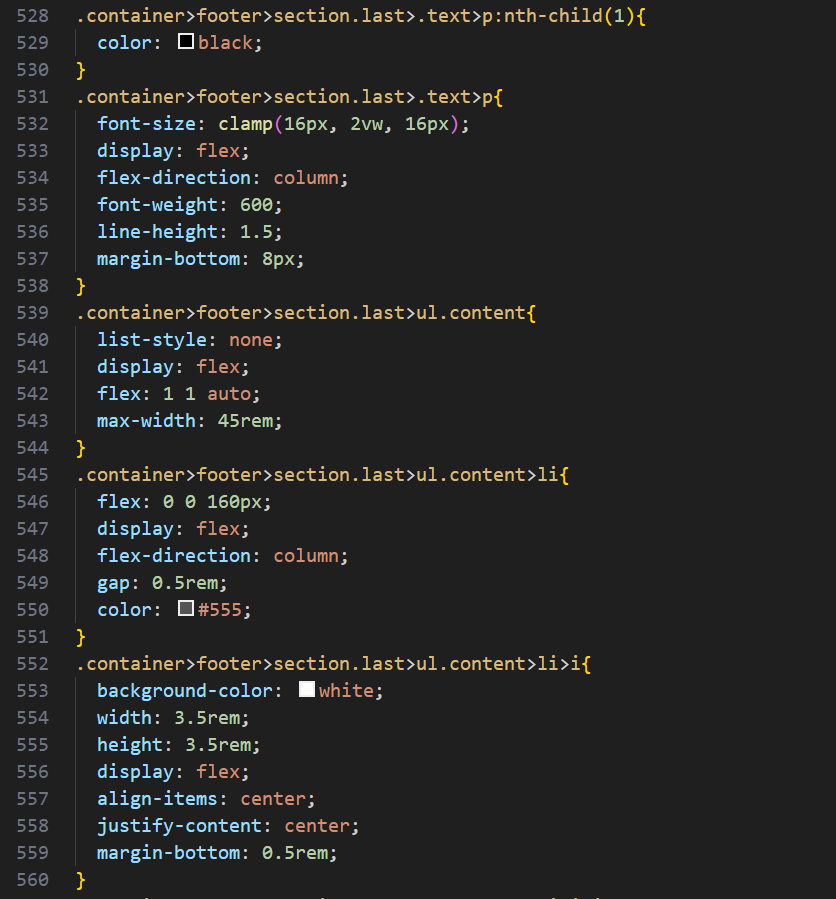 528 .container>footer>section.last>.text>p:nth-child(1){
529 color: black;
530 }
531 .container>footer>section.last>.text>p{
532 font-size: clamp(16px, 2vw, 16px);
533 display: flex;
534 flex-direction: column;
535 font-weight: 600;
536 line-height: 1.5;
537 margin-bottom: 8px;
538 }
539 .container>footer>section.last>ul.content{
540 list-style: none;
541 display: flex;
542 flex: 1 1 auto;
543 max-width: 45rem;
544 }
545 .container>footer>section.last>ul.content>li{
546 flex: 0 0 160px;
547 display: flex;
548 flex-direction: column;
549 gap: 0.5rem;
550 color: #555;
551 }
552 .container>footer>section.last>ul.content>li>i{
553 background-color: white;
554 width: 3.5rem;
555 height: 3.5rem;
556 display: flex;
557 align-items: center;
558 justify-content: center;
559 margin-bottom: 0.5rem;
560 }